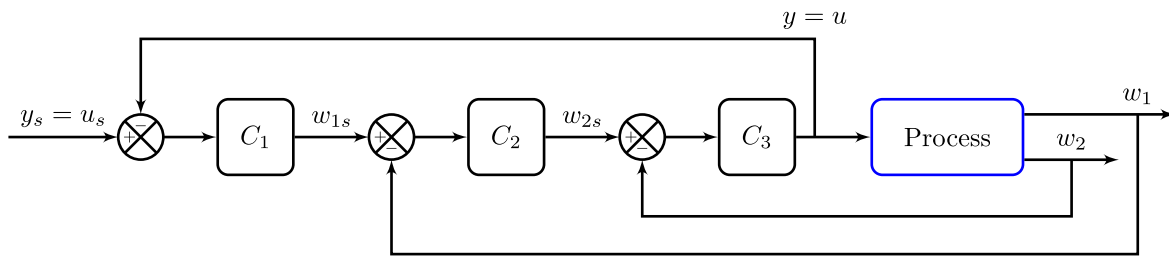 y = u
y_s = u_s
+
−
C_1
w_{1s}
+
−
C_2
w_{2s}
+
−
C_3
Process
w_1
w_2